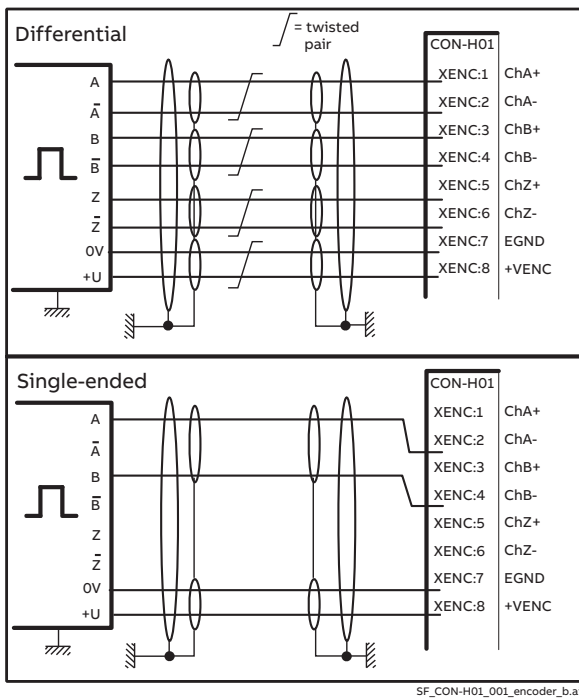 Differential
= twisted
pair
CON-H01
A
XENC:1 ChA+
A̅
XENC:2 ChA-
B
XENC:3 ChB+
B̅
XENC:4 ChB-
Z
XENC:5 ChZ+
Z̅
XENC:6 ChZ-
0V
XENC:7 EGND
+U
XENC:8 +VENC
Single-ended
CON-H01
A
XENC:1 ChA+
A̅
XENC:2 ChA-
B
XENC:3 ChB+
B̅
XENC:4 ChB-
Z
XENC:5 ChZ+
Z̅
XENC:6 ChZ-
0V
XENC:7 EGND
+U
XENC:8 +VENC